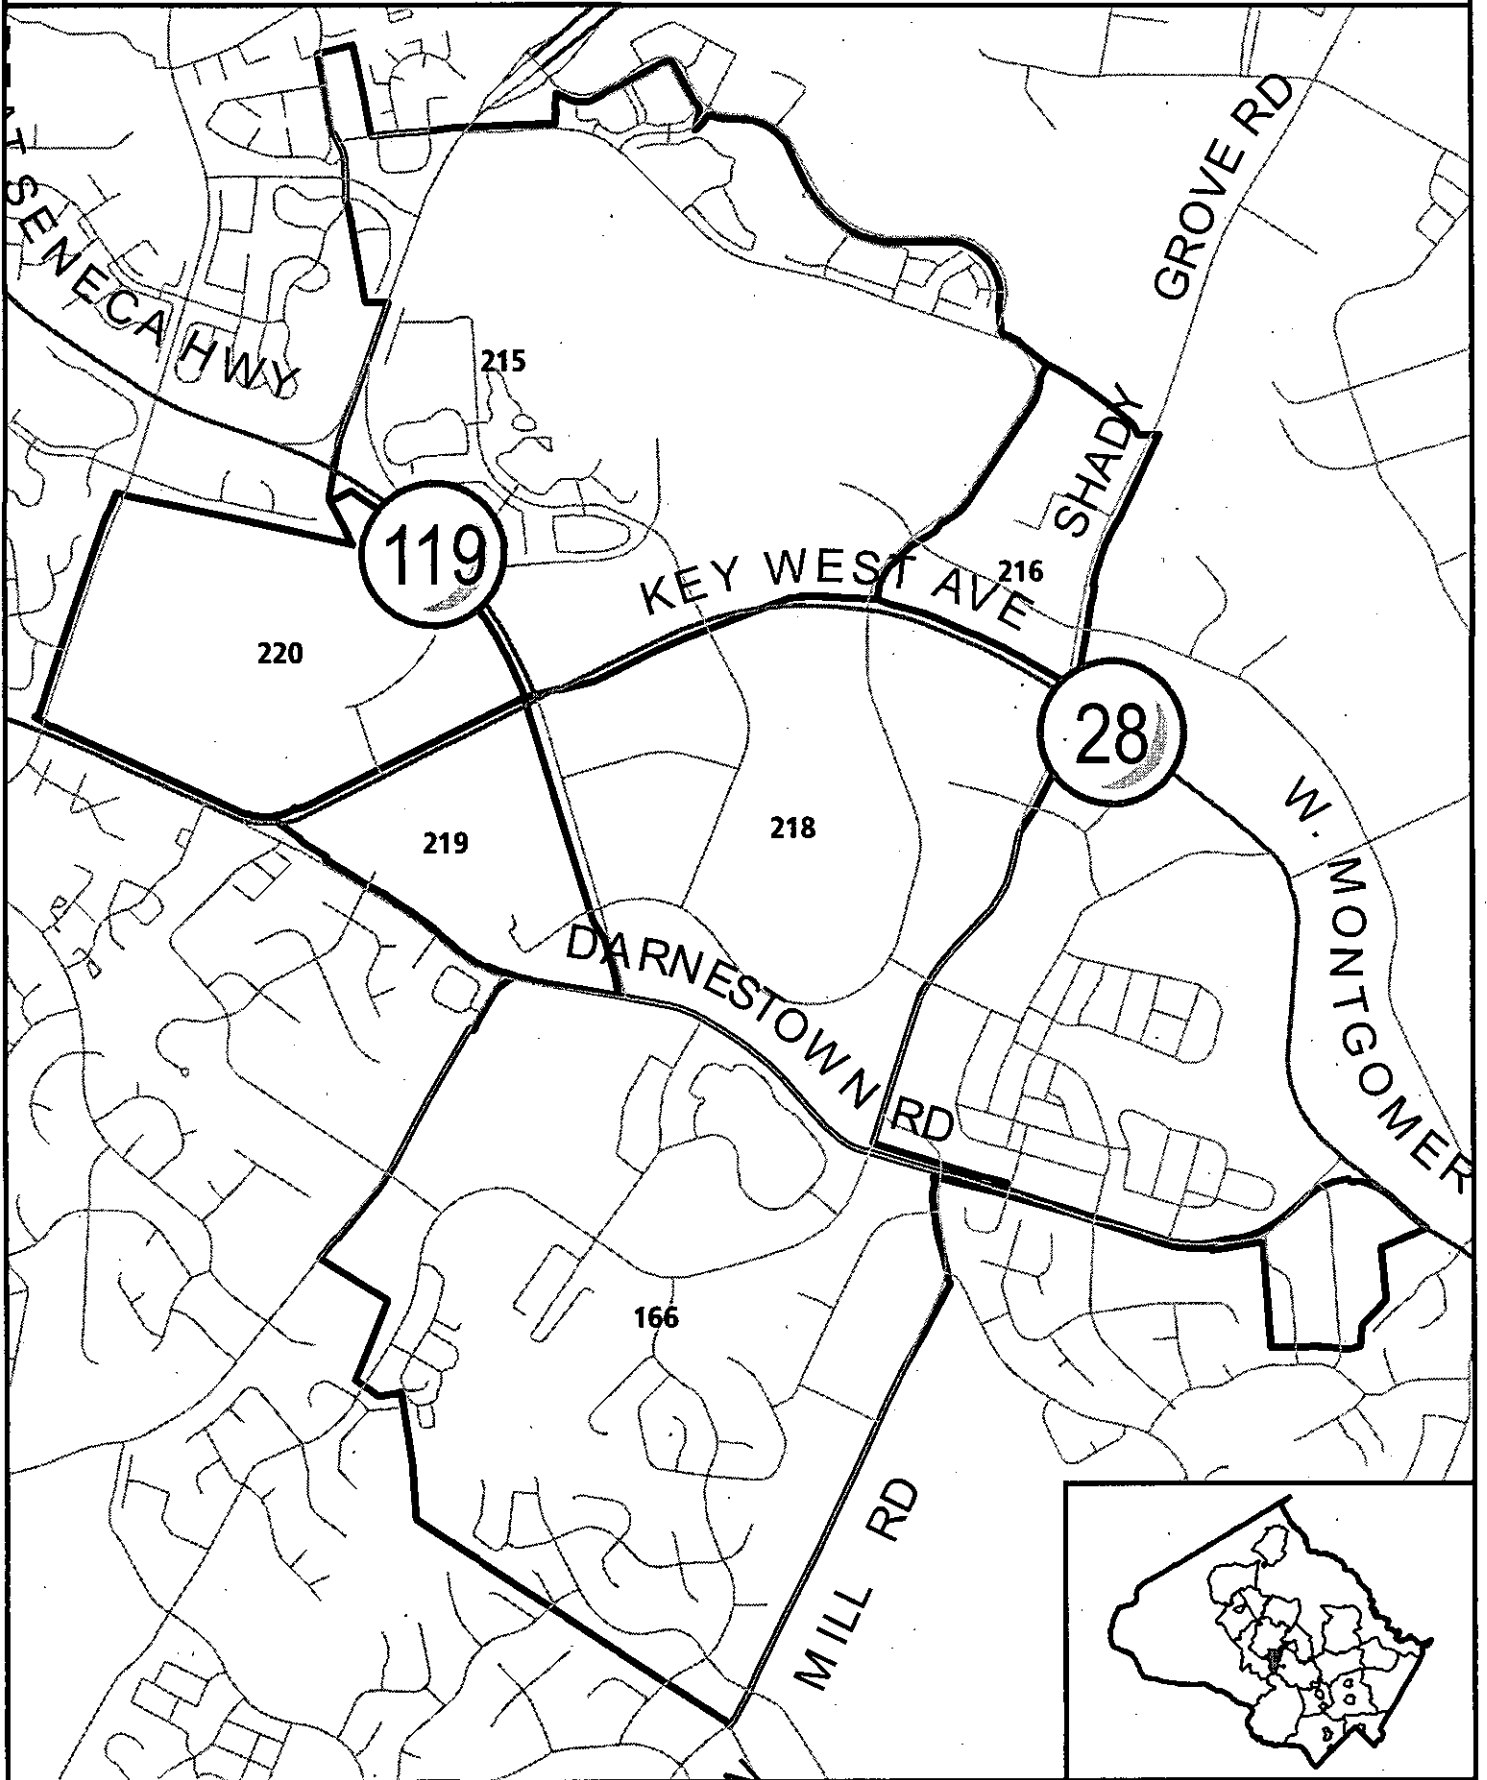 GROVE RD
SENECA HWY
215
SHADY
119
KEY WEST AVE
216
220
28
219
218
W. MONTGOMER
DARNESTOWN RD
166
MILL RD